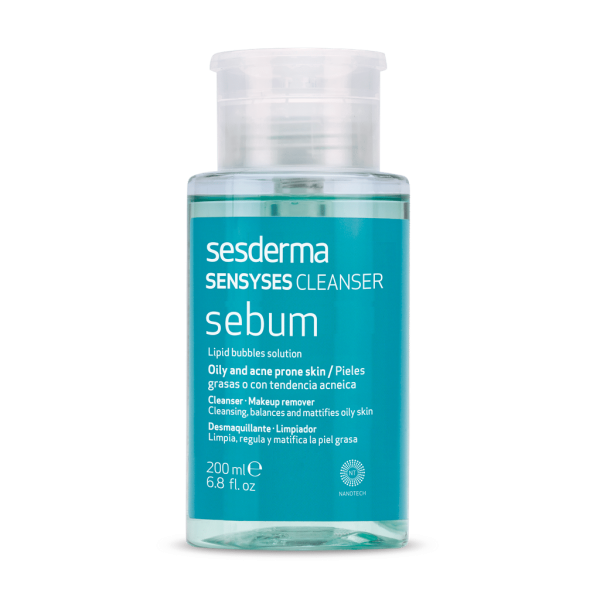 sesderma
SENSYSES CLEANSER
sebum
Lipid bubbles solution
Oily and acne prone skin / Pieles
grasas o con tendencia acneica
Cleanser · Makeup remover
Cleansing, balances and mattifies oily skin
Desmaquillante · Limpiador
Limpia, regula y matifica la piel grasa
200 ml ℮
6.8 fl. oz
NT
NANOTECH